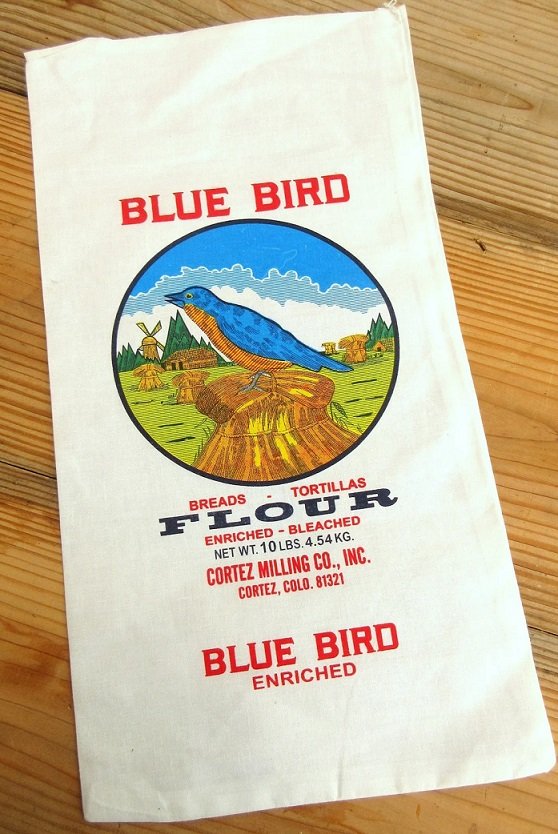 BLUE BIRD
BREADS - TORTILLAS
FLOUR
ENRICHED - BLEACHED
NET WT. 10 LBS. 4.54 KG.
CORTEZ MILLING CO., INC.
CORTEZ, COLO. 81321
BLUE BIRD
ENRICHED